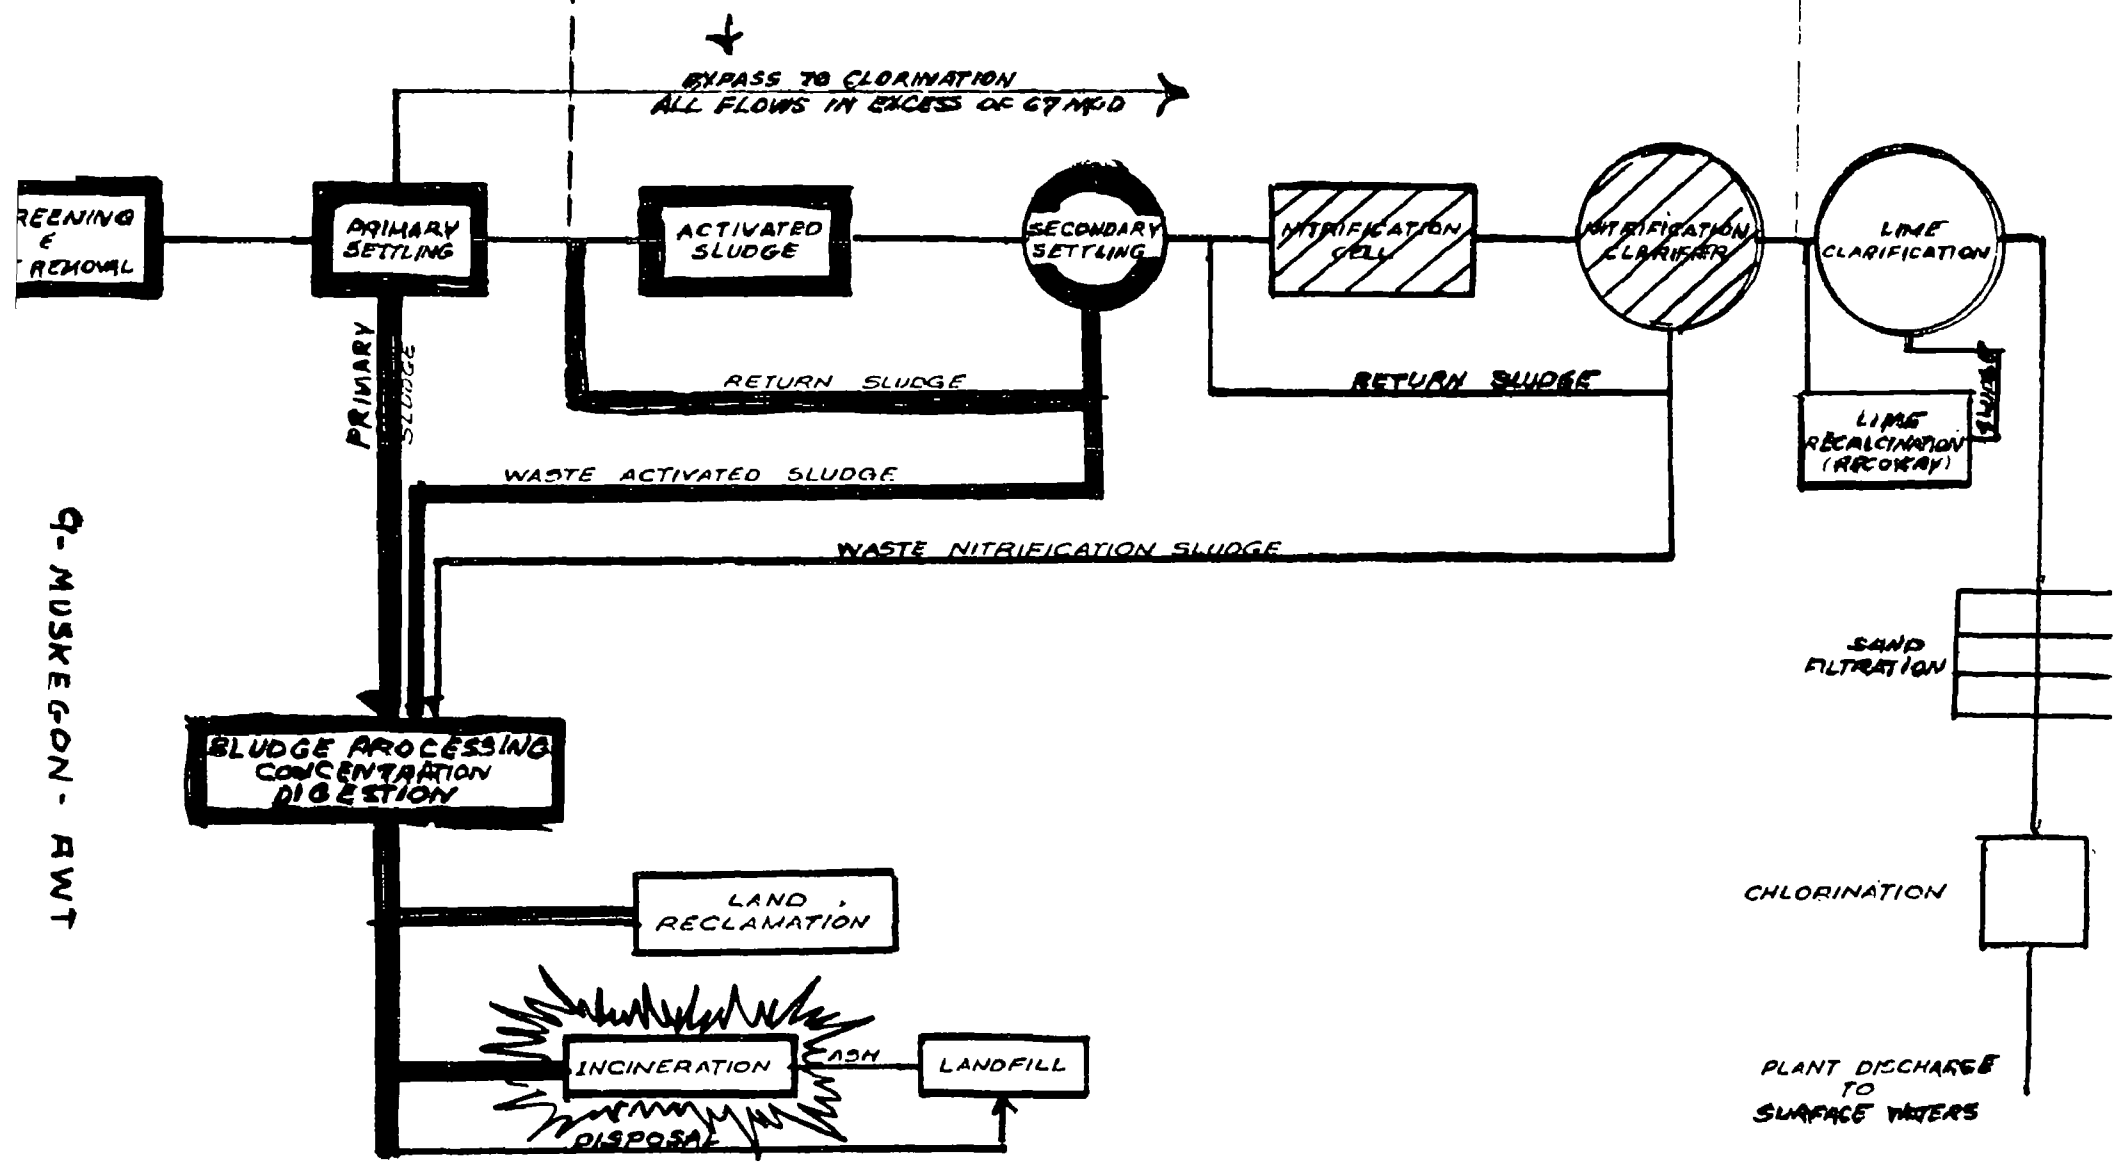 BYPASS TO CLORINATION
ALL FLOWS IN EXCESS OF 67 MGD
REENING
&
REMOVAL
PRIMARY
SETTLING
ACTIVATED
SLUDGE
SECONDARY
SETTLING
NITRIFICATION
CELL
NITRIFICATION
CLARIFIER
LIME
CLARIFICATION
PRIMARY
SLUDGE
RETURN SLUDGE
RETURN SLUDGE
SLUDGE
LIME
RECALCINATION
(RECOVERY)
WASTE ACTIVATED SLUDGE
WASTE NITRIFICATION SLUDGE
9-MUSKEGON- AWT
SAND
FILTRATION
SLUDGE PROCESSING
CONCENTRATION
DIGESTION
LAND
RECLAMATION
CHLORINATION
INCINERATION
ASH
LANDFILL
DISPOSAL
PLANT DISCHARGE
TO
SURFACE WATERS